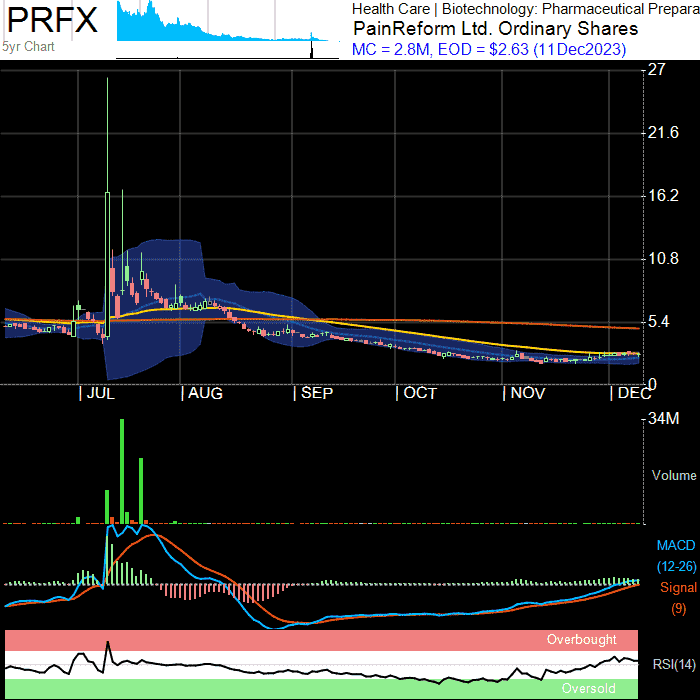 PRFX
5yr Chart
Health Care | Biotechnology: Pharmaceutical Prepara
PainReform Ltd. Ordinary Shares
MC = 2.8M, EOD = $2.63 (11Dec2023)
27
21.6
16.2
10.8
5.4
0
| JUL | AUG | SEP | OCT | NOV | DEC
34M
Volume
MACD
(12-26)
Signal
(9)
Overbought
RSI(14)
Oversold